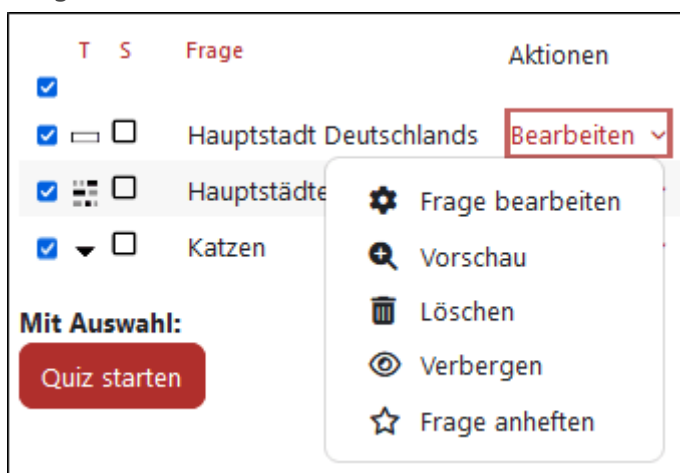 T S Frage Aktionen
Hauptstadt Deutschlands Bearbeiten
Hauptstädte
Frage bearbeiten
Katzen
Vorschau
Löschen
Mit Auswahl:
Verbergen
Quiz starten
Frage anheften